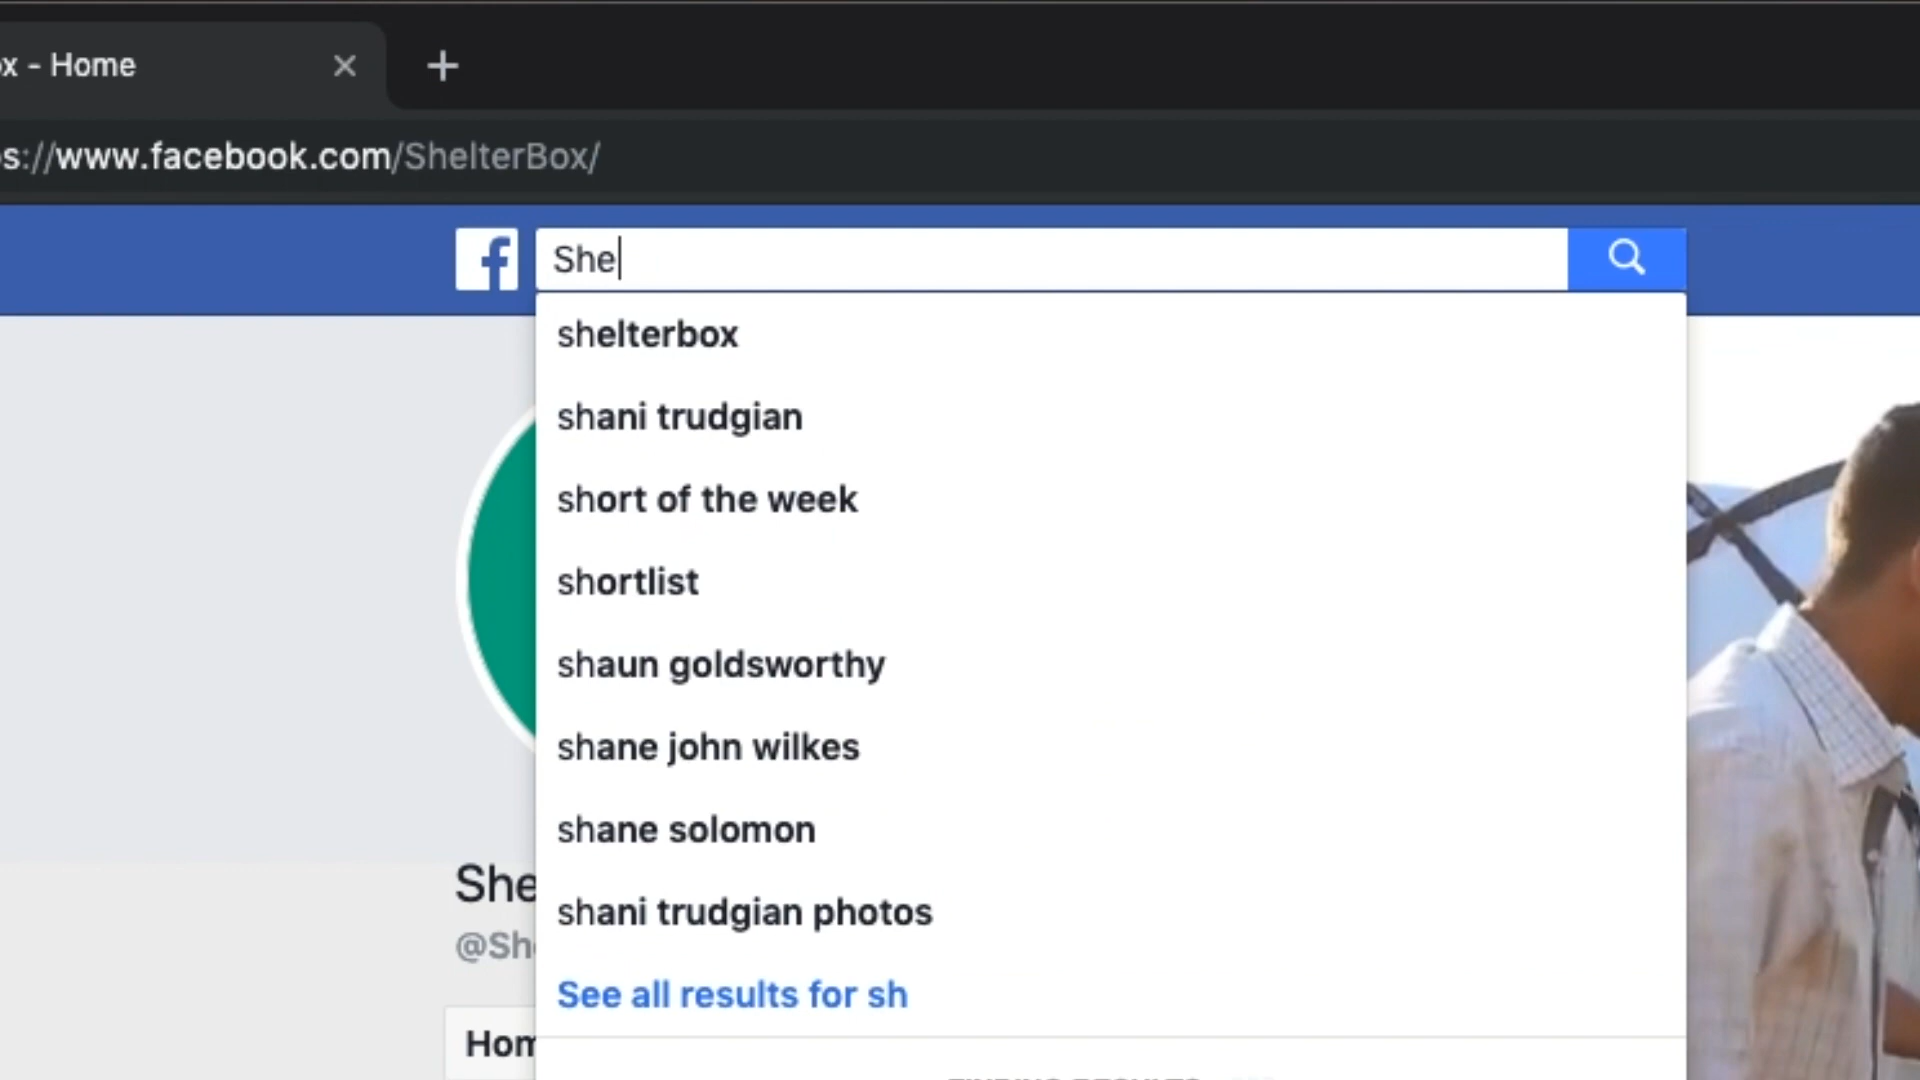 x - Home
s://www.facebook.com/ShelterBox/
She
shelterbox
shani trudgian
short of the week
shortlist
shaun goldsworthy
shane john wilkes
shane solomon
shani trudgian photos
See all results for sh
She
@Sh
Hom